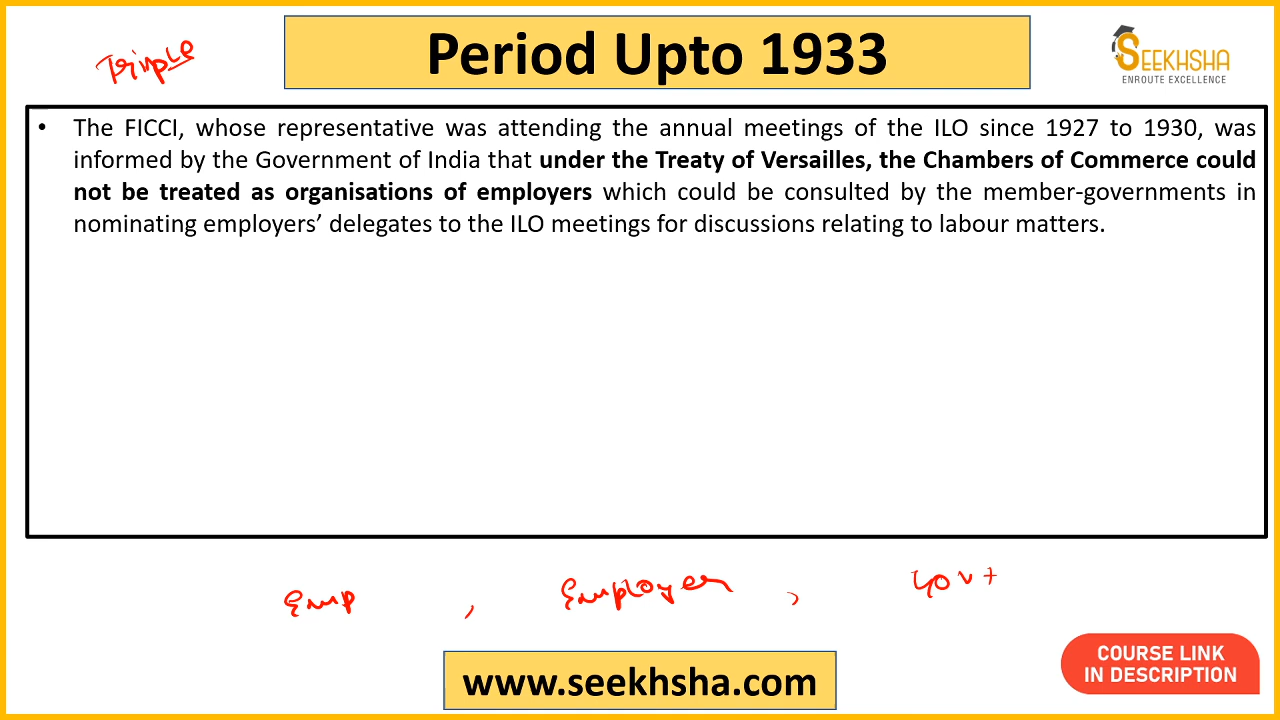 Period Upto 1933
Triple
SEEKHSHA
ENROUTE EXCELLENCE
• The FICCI, whose representative was attending the annual meetings of the ILO since 1927 to 1930, was
informed by the Government of India that under the Treaty of Versailles, the Chambers of Commerce could
not be treated as organisations of employers which could be consulted by the member-governments in
nominating employers’ delegates to the ILO meetings for discussions relating to labour matters.
Emp , Employer , Govt
www.seekhsha.com
COURSE LINK
IN DESCRIPTION